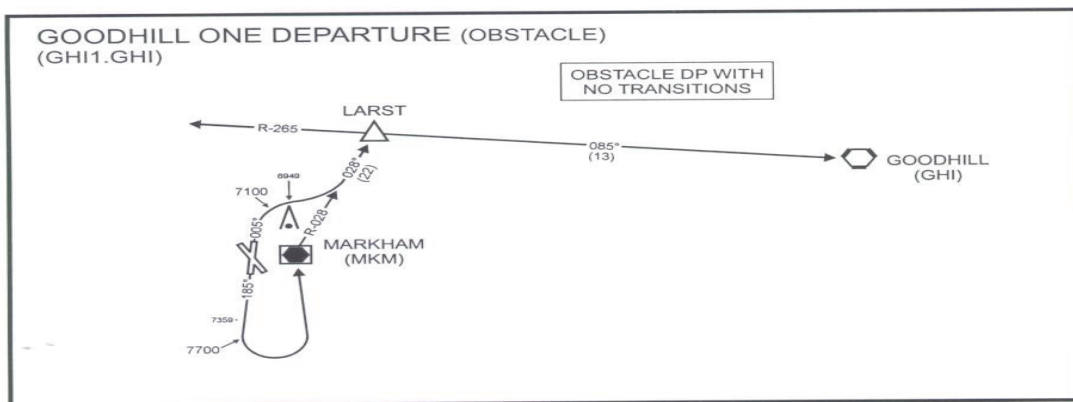 GOODHILL ONE DEPARTURE (OBSTACLE)
(GHI1.GHI)
OBSTACLE DP WITH
NO TRANSITIONS
LARST
R-265
085°
(13)
GOODHILL
(GHI)
028°
(22)
6949
7100
005°
R-028
MARKHAM
(MKM)
185°
7359
7700